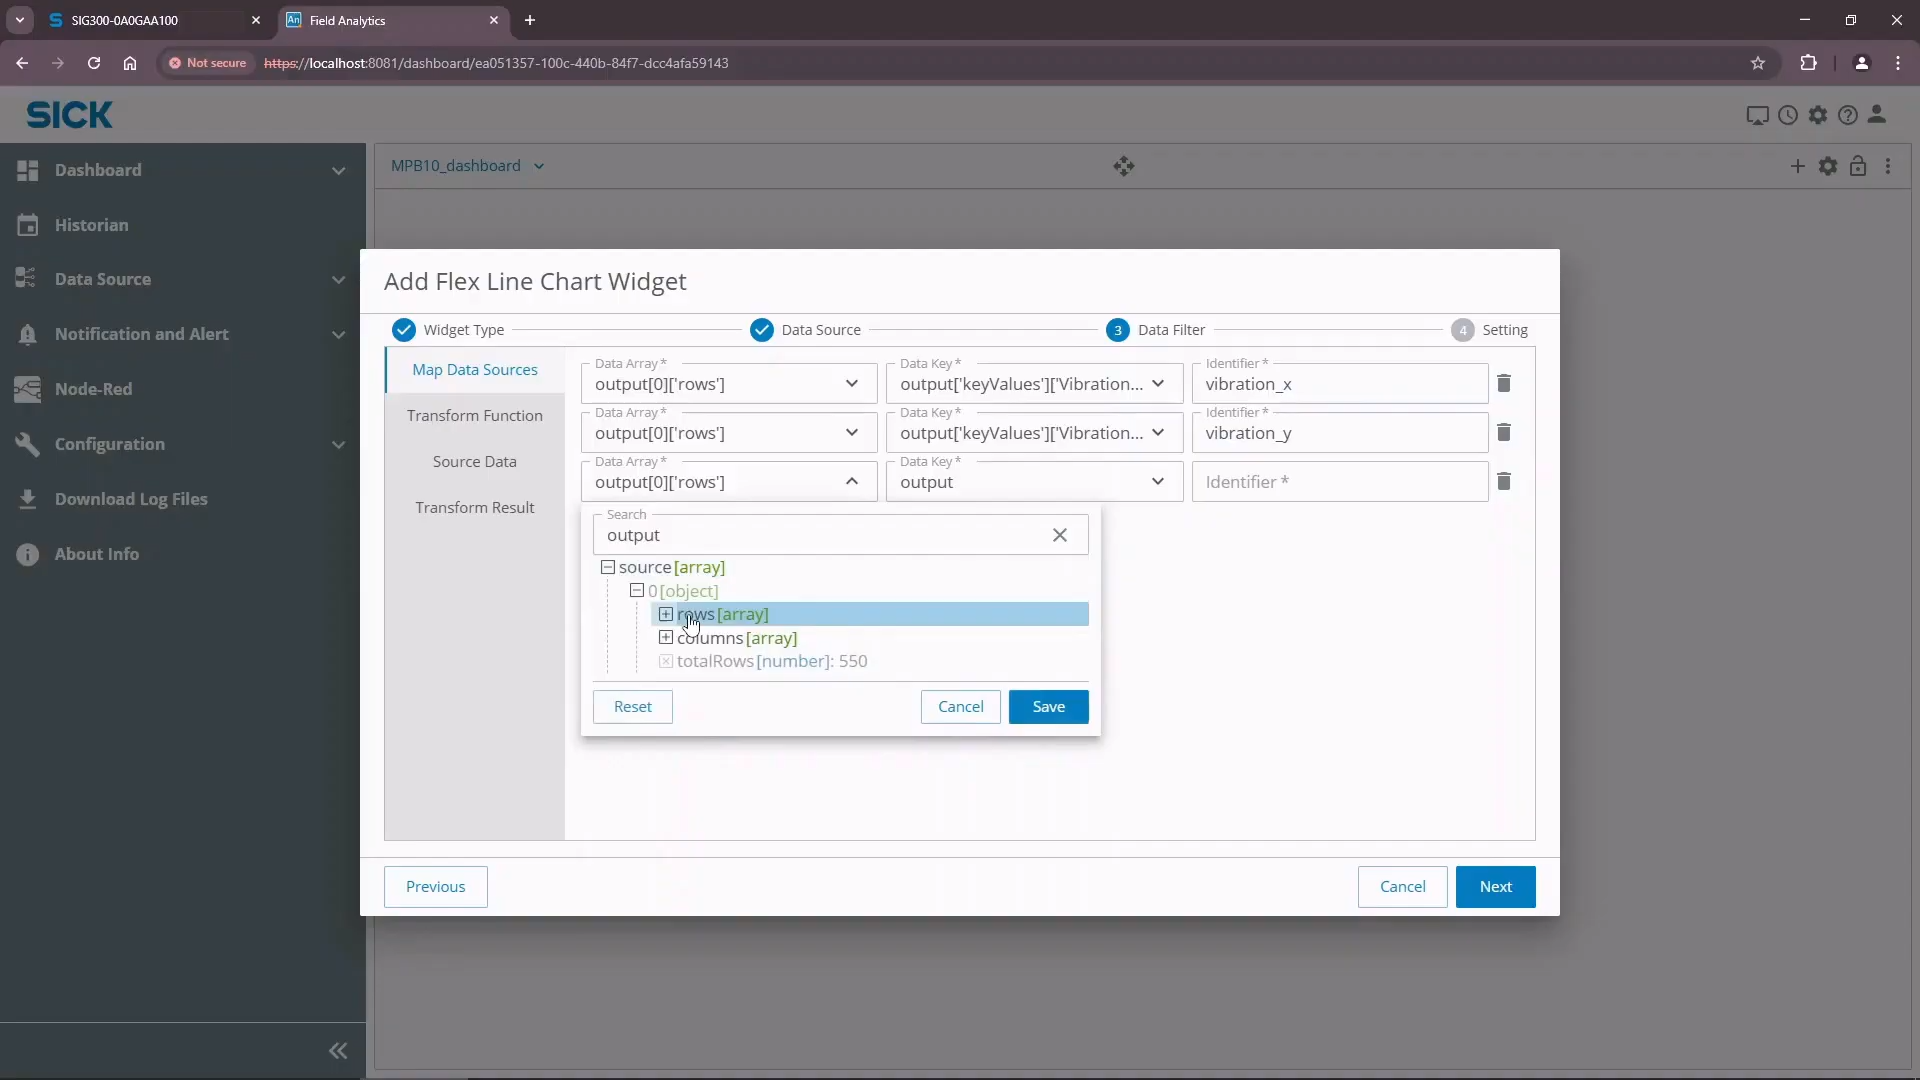 SIG300-0A0GAA100
An Field Analytics
Not secure https://localhost:8081/dashboard/ea051357-100c-440b-84f7-dcc4afa59143
SICK
Dashboard
Historian
Data Source
Notification and Alert
Node-Red
Configuration
Download Log Files
About Info
MPB10_dashboard
Add Flex Line Chart Widget
Widget Type
Data Source
3 Data Filter
4 Setting
Map Data Sources
Transform Function
Source Data
Transform Result
Data Array* Data Key* Identifier*
output[0]['rows'] output['keyValues']['Vibration... vibration_x
Data Array* Data Key* Identifier*
output[0]['rows'] output['keyValues']['Vibration... vibration_y
Data Array* Data Key*
output[0]['rows'] output Identifier *
Search
output
source[array]
0[object]
rows[array]
columns[array]
totalRows[number]: 550
Reset Cancel Save
Previous Cancel Next